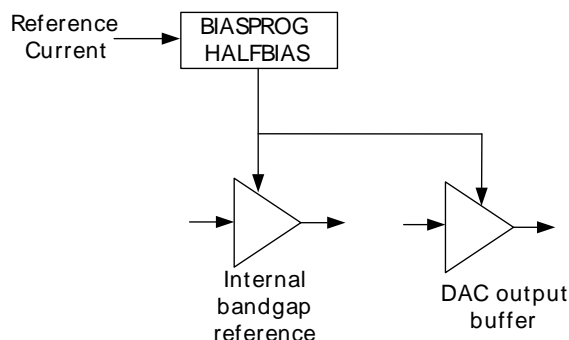 Reference
Current
BIASPROG
HALFBIAS
Internal
bandgap
reference
DAC output
buffer